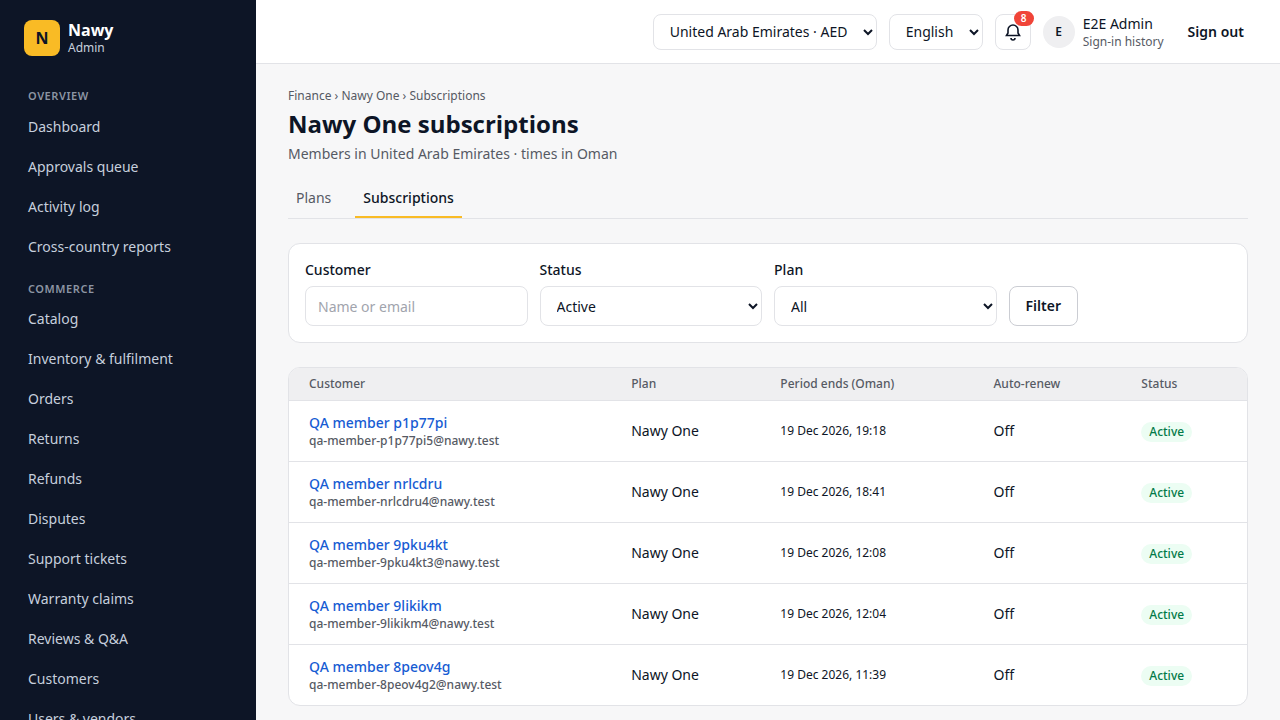 N
Nawy
Admin
OVERVIEW
Dashboard
Approvals queue
Activity log
Cross-country reports
COMMERCE
Catalog
Inventory & fulfilment
Orders
Returns
Refunds
Disputes
Support tickets
Warranty claims
Reviews & Q&A
Customers
Users & vendors
United Arab Emirates · AED
English
8
E
E2E Admin
Sign-in history
Sign out
Finance › Nawy One › Subscriptions
Nawy One subscriptions
Members in United Arab Emirates · times in Oman
Plans Subscriptions
Customer Status Plan
Name or email Active All Filter
Customer Plan Period ends (Oman) Auto-renew Status
QA member p1p77pi
qa-member-p1p77pi5@nawy.test
Nawy One 19 Dec 2026, 19:18 Off Active
QA member nrlcdru
qa-member-nrlcdru4@nawy.test
Nawy One 19 Dec 2026, 18:41 Off Active
QA member 9pku4kt
qa-member-9pku4kt3@nawy.test
Nawy One 19 Dec 2026, 12:08 Off Active
QA member 9likikm
qa-member-9likikm4@nawy.test
Nawy One 19 Dec 2026, 12:04 Off Active
QA member 8peov4g
qa-member-8peov4g2@nawy.test
Nawy One 19 Dec 2026, 11:39 Off Active